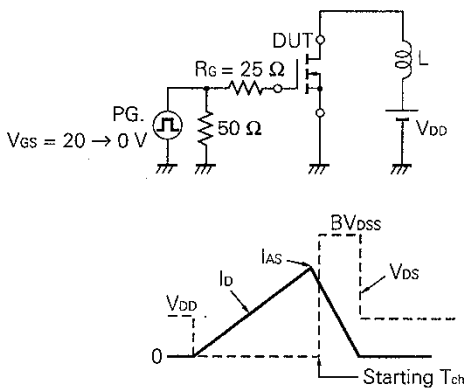 DUT
RG = 25 Ω
L
PG.
50 Ω
VGS = 20 → 0 V
VDD
BVDSS
IAS
VDD
ID
VDS
0
Starting Tch